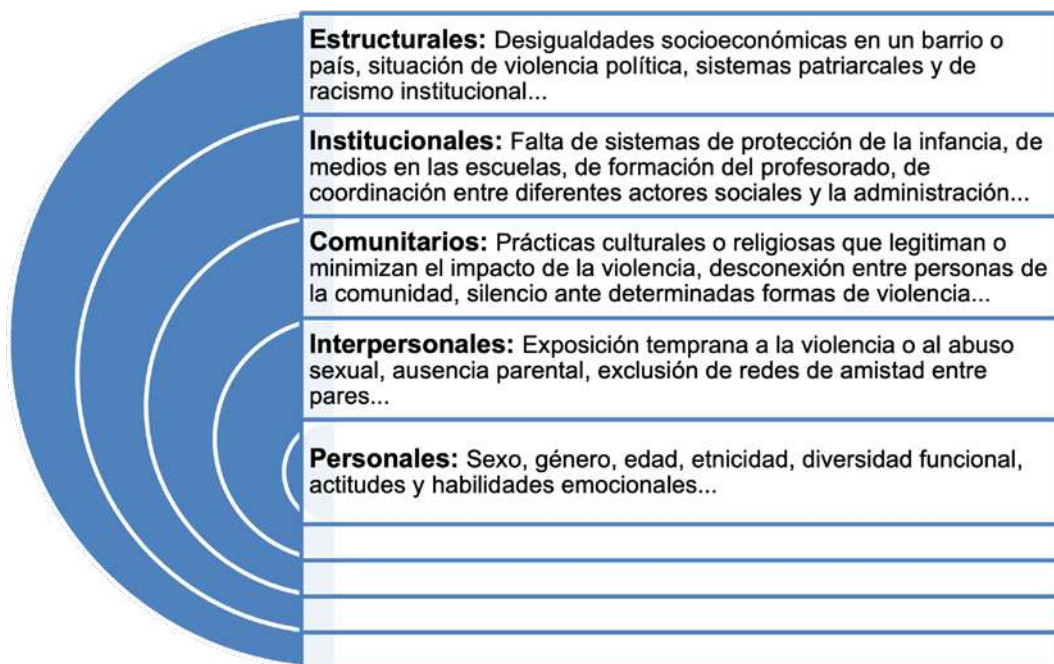 Estructurales: Desigualdades socioeconómicas en un barrio o
país, situación de violencia política, sistemas patriarcales y de
racismo institucional...
Institucionales: Falta de sistemas de protección de la infancia, de
medios en las escuelas, de formación del profesorado, de
coordinación entre diferentes actores sociales y la administración...
Comunitarios: Prácticas culturales o religiosas que legitiman o
minimizan el impacto de la violencia, desconexión entre personas de
la comunidad, silencio ante determinadas formas de violencia...
Interpersonales: Exposición temprana a la violencia o al abuso
sexual, ausencia parental, exclusión de redes de amistad entre
pares...
Personales: Sexo, género, edad, etnicidad, diversidad funcional,
actitudes y habilidades emocionales...